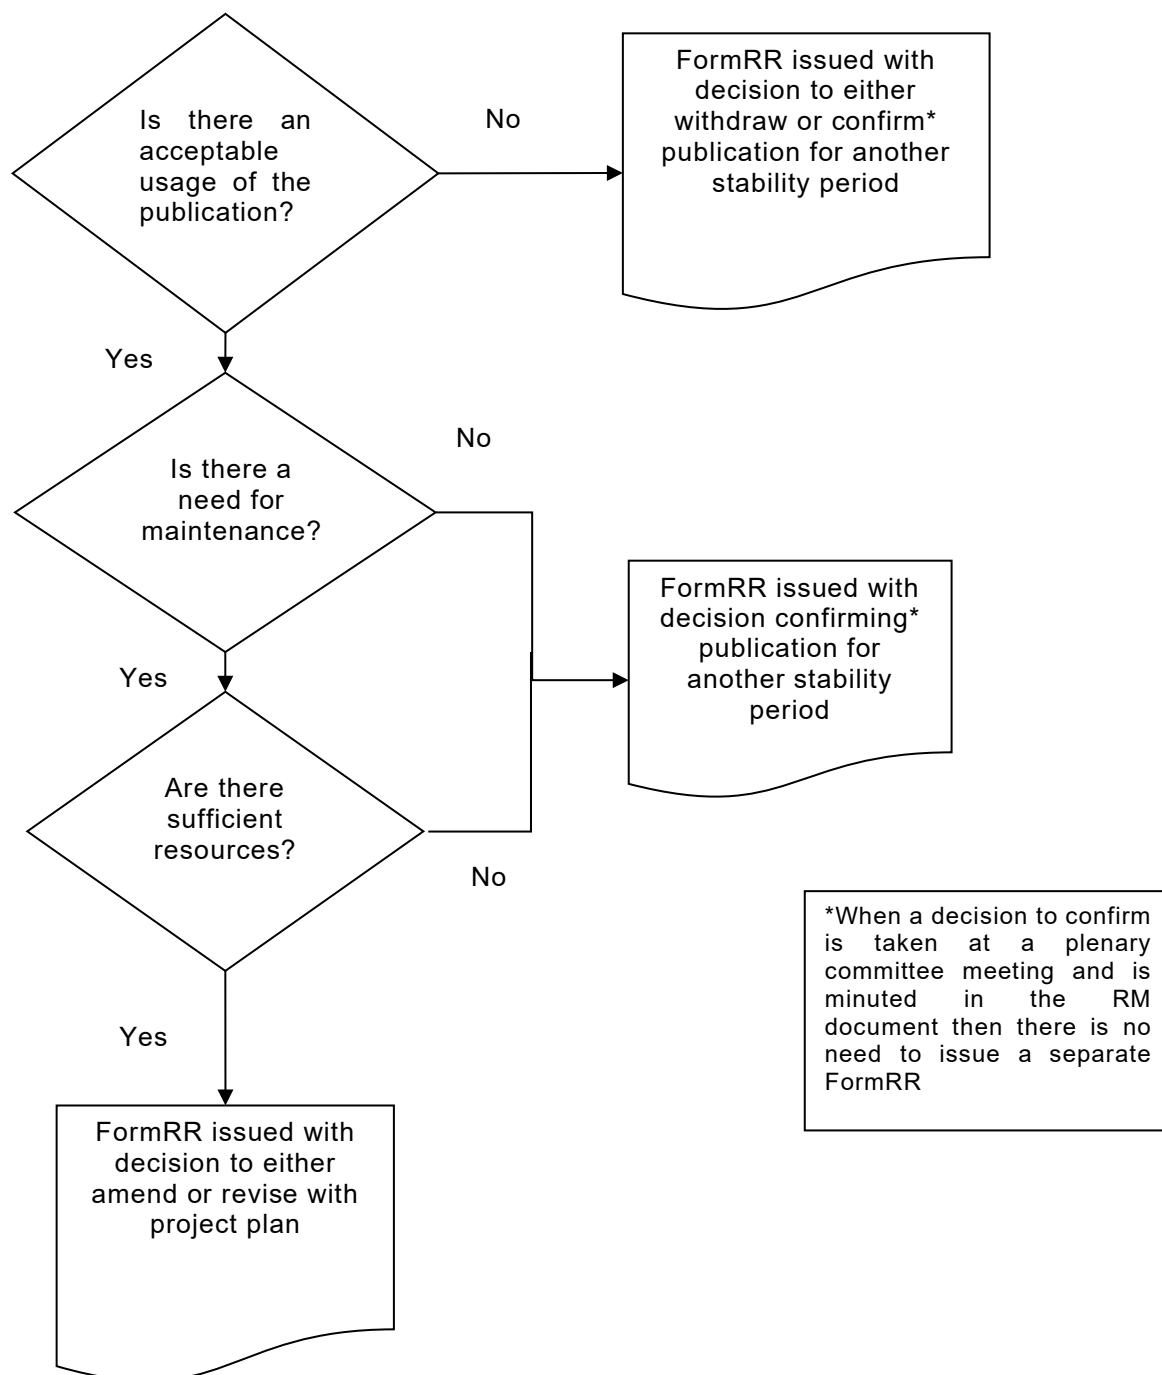 Is there an
acceptable
usage of the
publication?
No
FormRR issued with
decision to either
withdraw or confirm*
publication for another
stability period
Yes
Is there a
need for
maintenance?
No
FormRR issued with
decision confirming*
publication for
another stability
period
Yes
Are there
sufficient
resources?
No
*When a decision to confirm
is taken at a plenary
committee meeting and is
minuted in the RM
document then there is no
need to issue a separate
FormRR
Yes
FormRR issued with
decision to either
amend or revise with
project plan